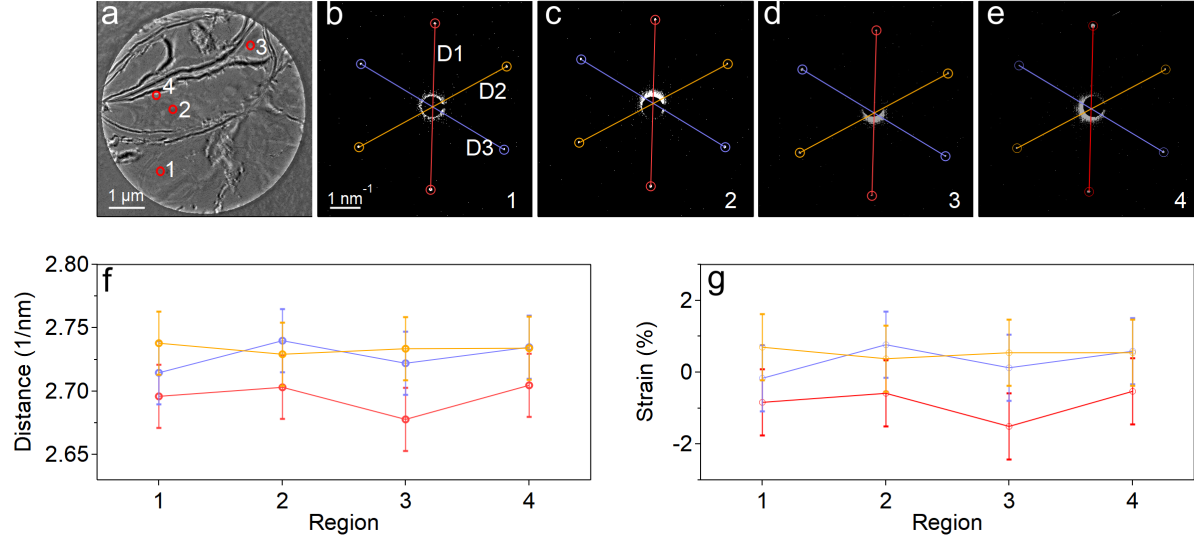 a
3
4
2
1
1 µm
b
D1
D2
D3
1 nm⁻¹
1
c
2
d
3
e
4
f
Distance (1/nm)
2.80
2.75
2.70
2.65
1 2 3 4
Region
g
Strain (%)
2
0
-2
1 2 3 4
Region